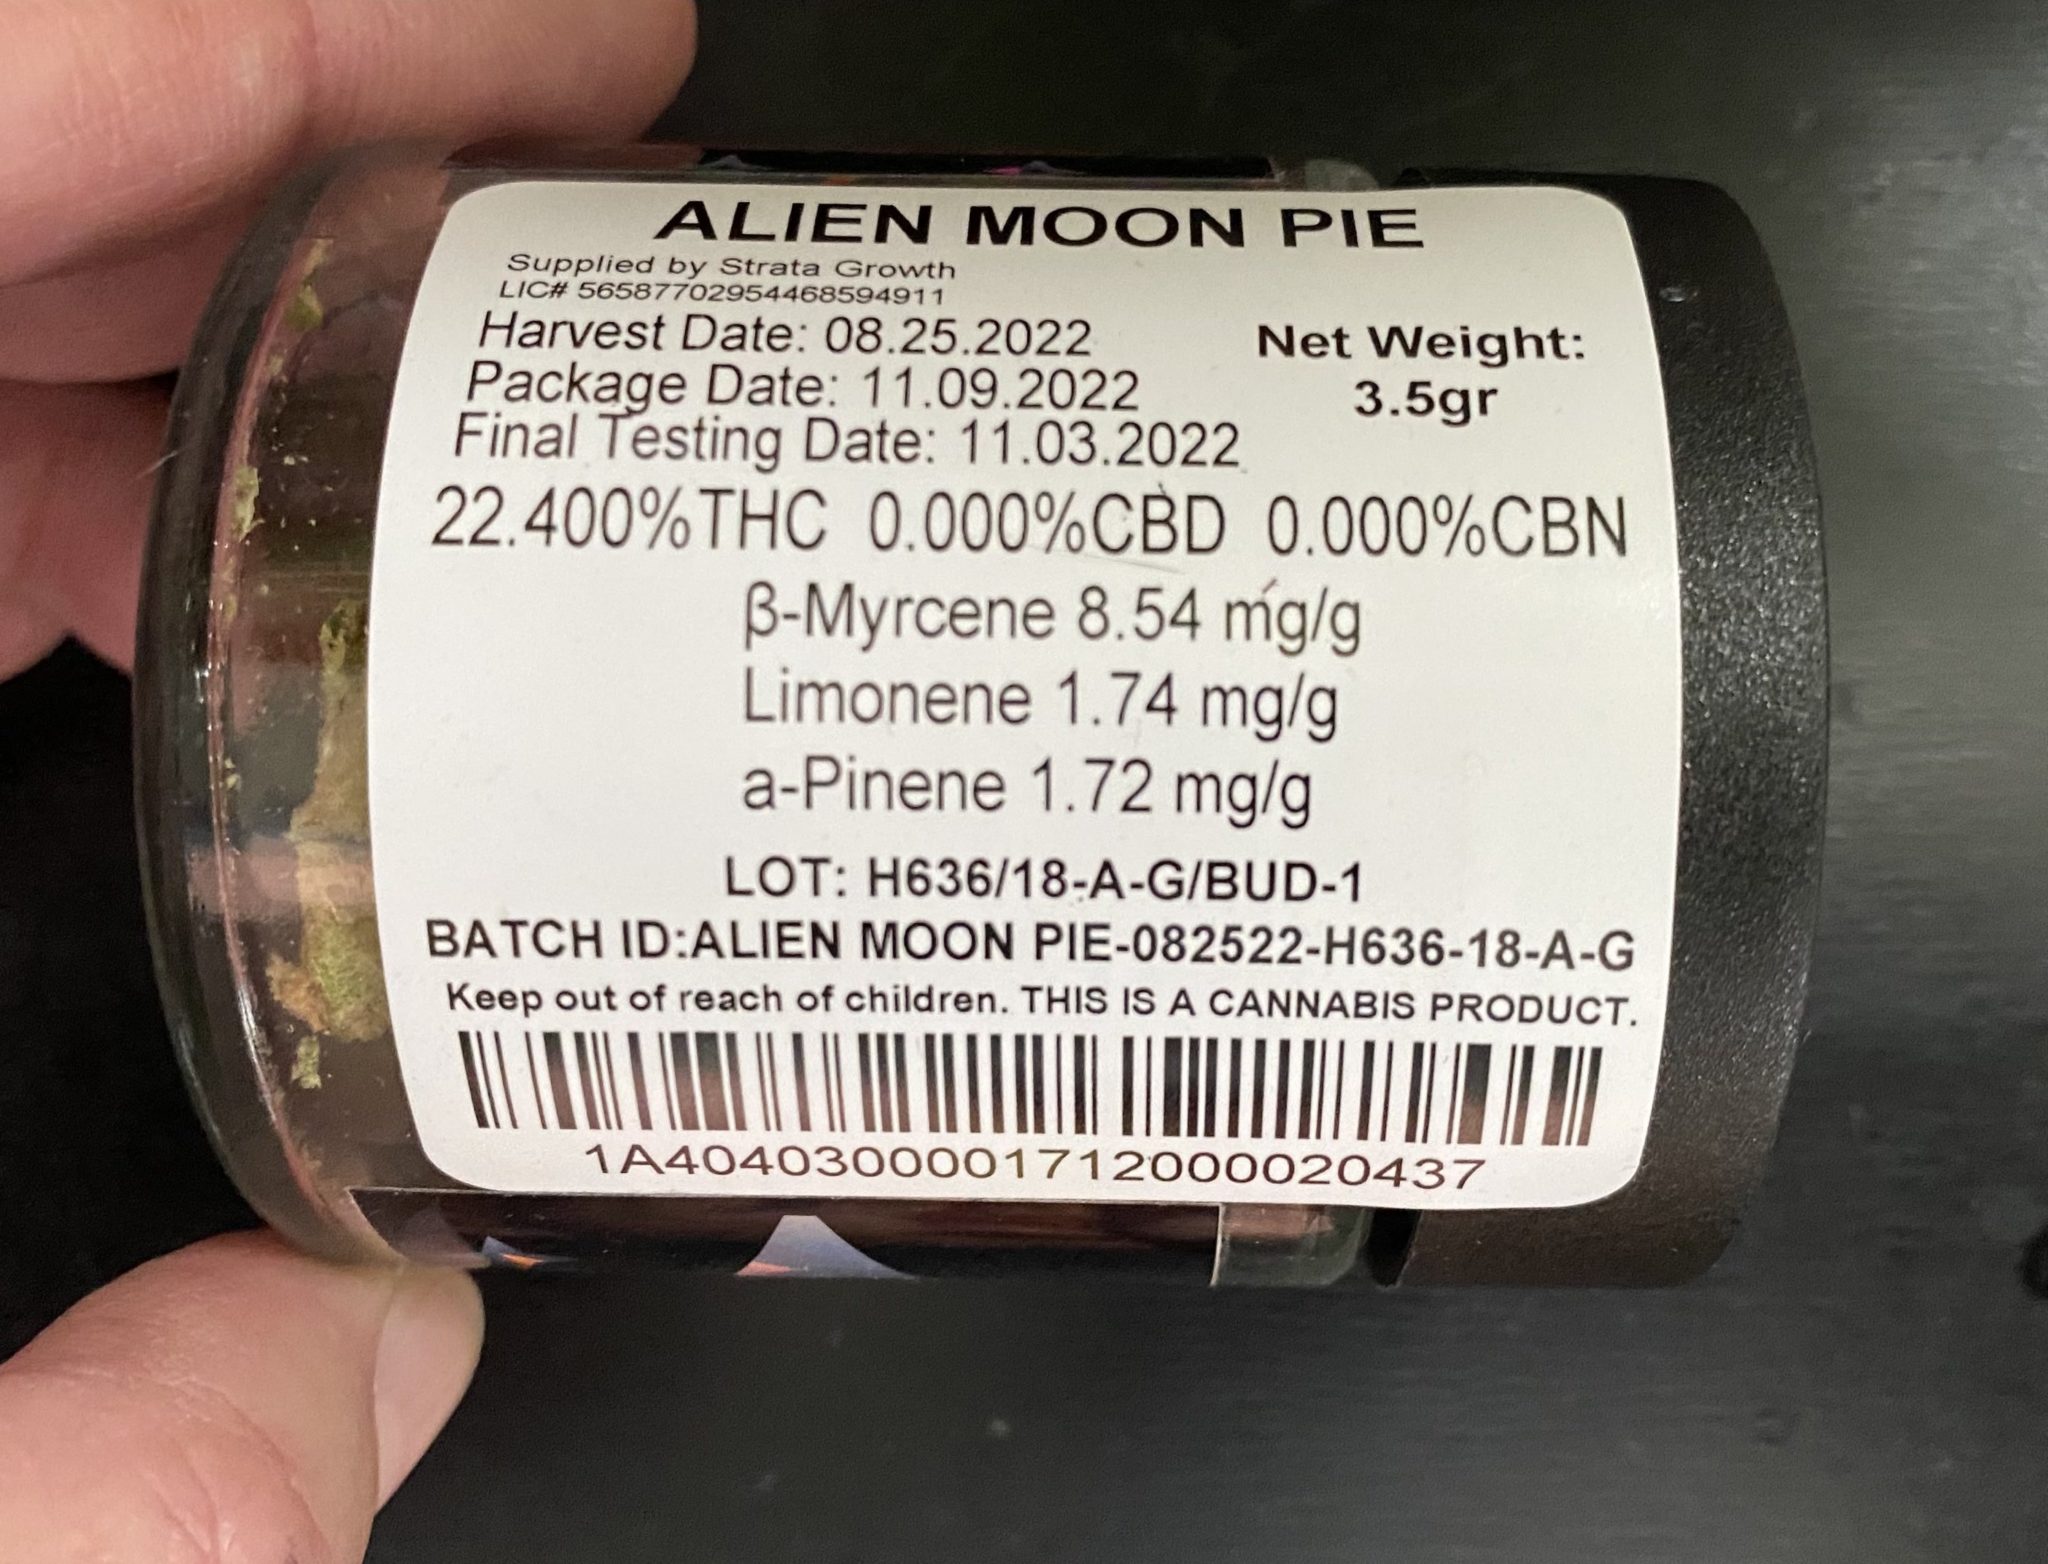 ALIEN MOON PIE
Supplied by Strata Growth
LIC# 56587702954468594911
Harvest Date: 08.25.2022
Package Date: 11.09.2022
Final Testing Date: 11.03.2022
Net Weight:
3.5gr
22.400%THC 0.000%CBD 0.000%CBN
β-Myrcene 8.54 mg/g
Limonene 1.74 mg/g
a-Pinene 1.72 mg/g
LOT: H636/18-A-G/BUD-1
BATCH ID:ALIEN MOON PIE-082522-H636-18-A-G
Keep out of reach of children. THIS IS A CANNABIS PRODUCT.
1A4040300001712000020437